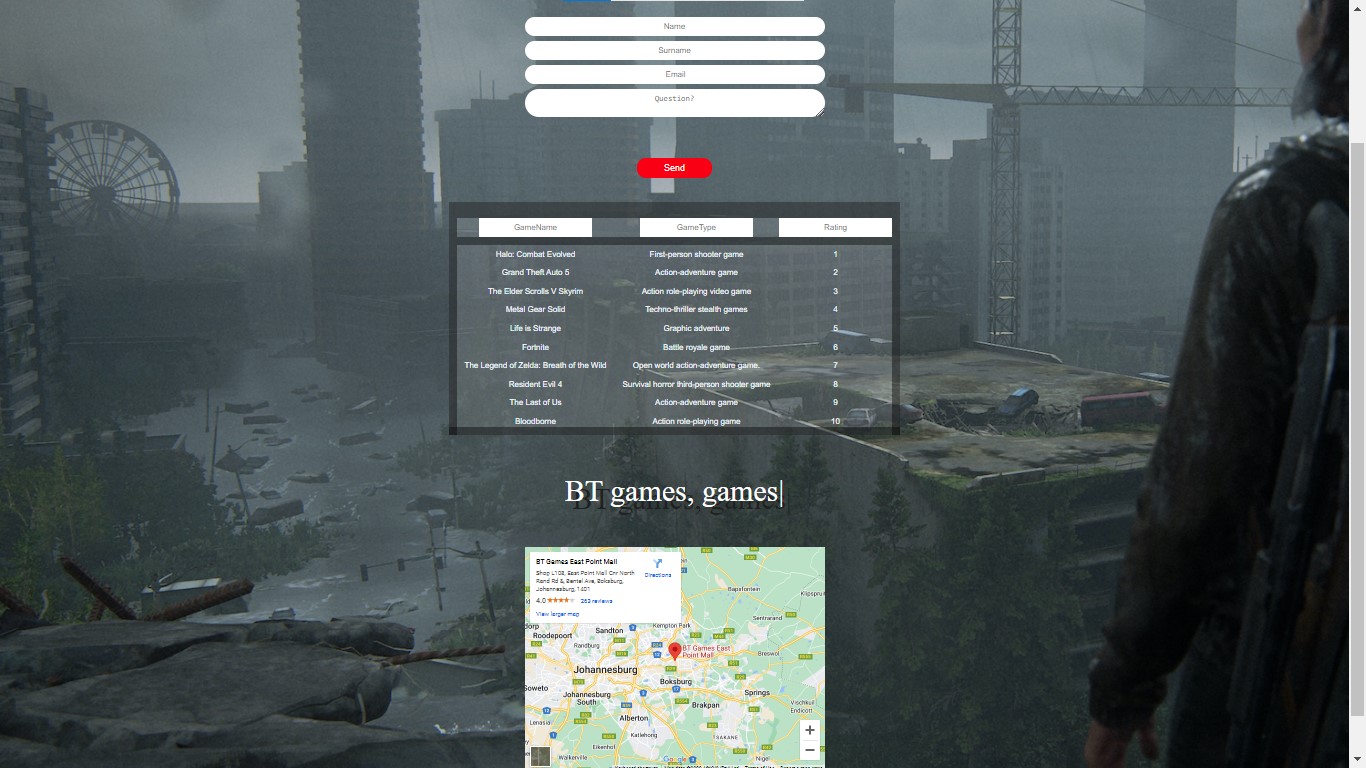 Name
Surname
Email
Question?
Send
GameName GameType Rating
Halo: Combat Evolved First-person shooter game 1
Grand Theft Auto 5 Action-adventure game 2
The Elder Scrolls V Skyrim Action role-playing video game 3
Metal Gear Solid Techno-thriller stealth games 4
Life is Strange Graphic adventure 5
Fortnite Battle royale game 6
The Legend of Zelda: Breath of the Wild Open world action-adventure game. 7
Resident Evil 4 Survival horror third-person shooter game 8
The Last of Us Action-adventure game 9
Bloodborne Action role-playing game 10
BT games, games|
BT Games East Point Mall
Shop L108, East Point Mall Cnr North
Rand Rd & Bentel Ave, Boksburg,
Johannesburg, 1401
Directions
4.0 263 reviews
View larger map
Bapsfontein
Klipsprui
Sentrarand
Kempton Park
Sandton
Roodepoort
Randburg
BT Games East
Point Mall
Breswol
Johannesburg
Boksburg
Soweto
Johannesburg
South
Springs
Brakpan
Vischkuil
Endicott
Lenasia
Alberton
Katlehong
TSAKANE
Eikenhof
Nigel
Walkerville
Google